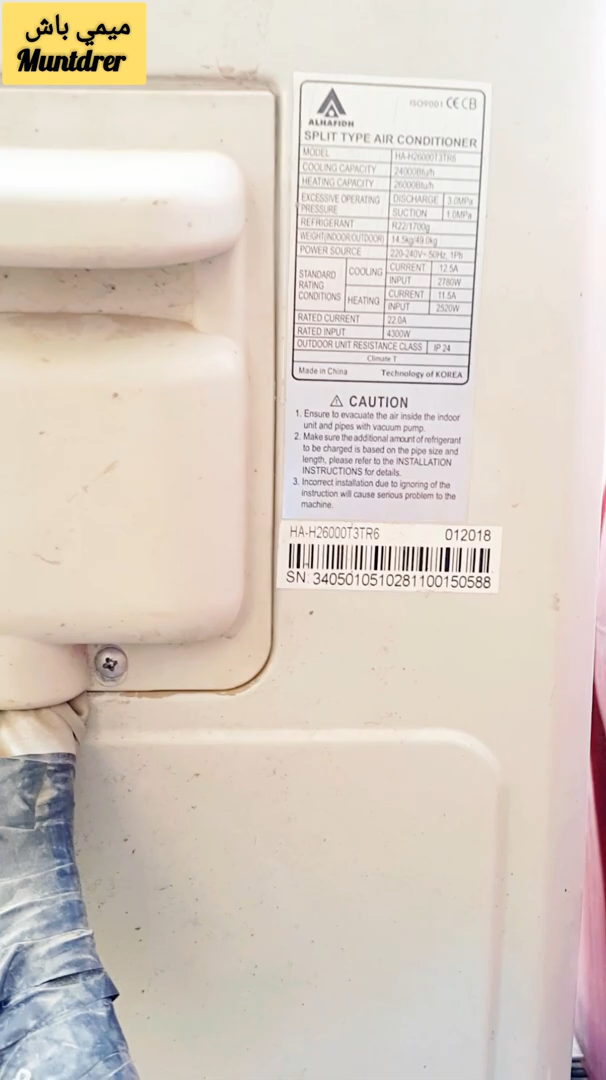 ميمي باش
Muntdrer
ISO9001 CE CB
ALHAFIDH
SPLIT TYPE AIR CONDITIONER
MODEL HA-H26000T3TR6
COOLING CAPACITY 24000Btu/h
HEATING CAPACITY 26000Btu/h
EXCESSIVE OPERATING PRESSURE DISCHARGE 3.0MPa
SUCTION 1.0MPa
REFRIGERANT R22/1700g
WEIGHT(INDOOR/OUTDOOR) 14.5kg/49.0kg
POWER SOURCE 220-240V~ 50Hz, 1Ph
STANDARD RATING CONDITIONS COOLING CURRENT 12.5A
INPUT 2780W
HEATING CURRENT 11.5A
INPUT 2520W
RATED CURRENT 22.0A
RATED INPUT 4300W
OUTDOOR UNIT RESISTANCE CLASS IP 24
Climate T
Made in China Technology of KOREA
CAUTION
1. Ensure to evacuate the air inside the indoor
unit and pipes with vacuum pump.
2. Make sure the additional amount of refrigerant
to be charged is based on the pipe size and
length, please refer to the INSTALLATION
INSTRUCTIONS for details.
3. Incorrect installation due to ignoring of the
instruction will cause serious problem to the
machine.
HA-H26000T3TR6 012018
SN: 3405010510281100150588